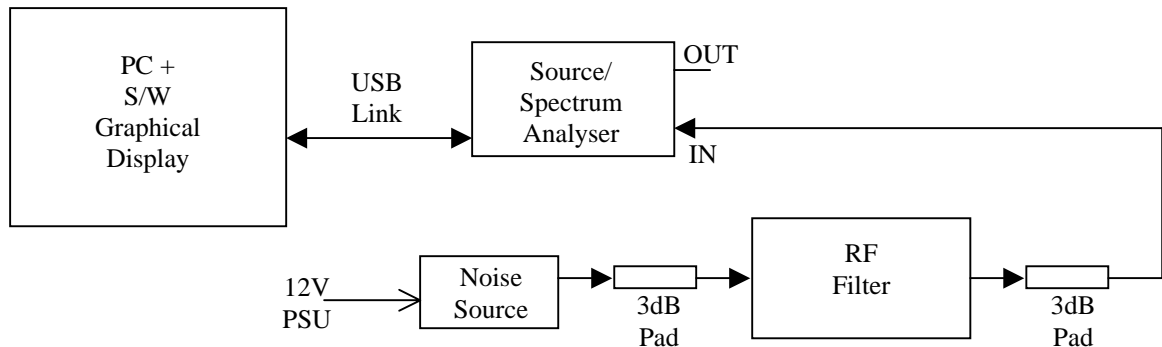 PC +
S/W
Graphical
Display
USB
Link
Source/
Spectrum
Analyser
OUT
IN
12V
PSU
Noise
Source
3dB
Pad
RF
Filter
3dB
Pad